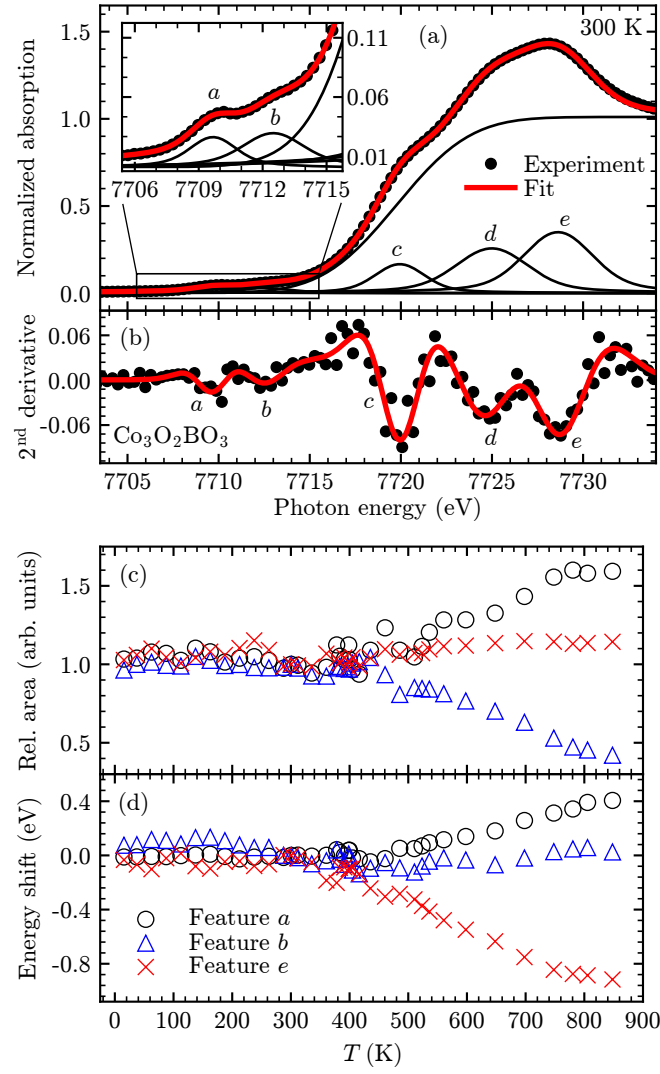 (a)
300 K
Normalized absorption
1.5
1.0
0.5
0.0
0.11
0.06
0.01
7706 7709 7712 7715
a
b
Experiment
Fit
c
d
e
(b)
2nd derivative
0.06
0.00
-0.06
a
b
c
d
e
Co3O2BO3
7705 7710 7715 7720 7725 7730
Photon energy (eV)
(c)
Rel. area (arb. units)
1.5
1.0
0.5
(d)
Energy shift (eV)
0.4
0.0
-0.4
-0.8
Feature a
Feature b
Feature e
0 100 200 300 400 500 600 700 800 900
T (K)